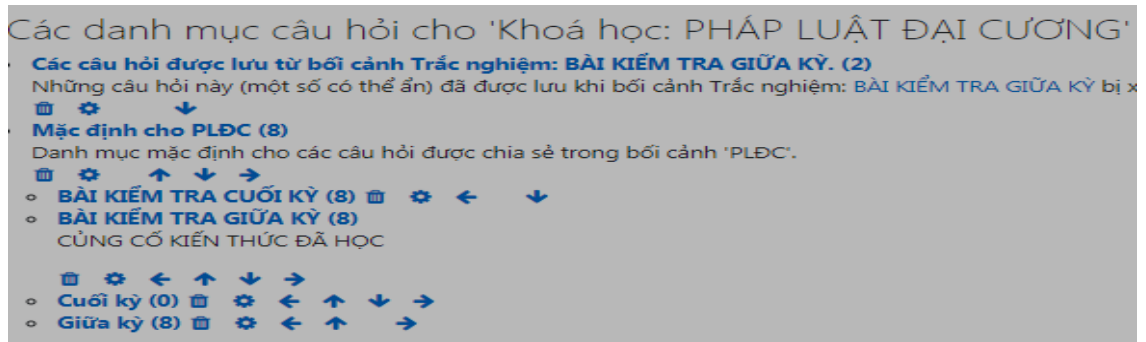 Các danh mục câu hỏi cho 'Khoá học: PHÁP LUẬT ĐẠI CƯƠNG'
Các câu hỏi được lưu từ bối cảnh Trắc nghiệm: BÀI KIỂM TRA GIỮA KỲ. (2)
Những câu hỏi này (một số có thể ẩn) đã được lưu khi bối cảnh Trắc nghiệm: BÀI KIỂM TRA GIỮA KỲ bị
Mặc định cho PLĐC (8)
Danh mục mặc định cho các câu hỏi được chia sẻ trong bối cảnh 'PLĐC'.
BÀI KIỂM TRA CUỐI KỲ (8)
BÀI KIỂM TRA GIỮA KỲ (8)
CỦNG CỐ KIẾN THỨC ĐÃ HỌC
Cuối kỳ (0)
Giữa kỳ (8)